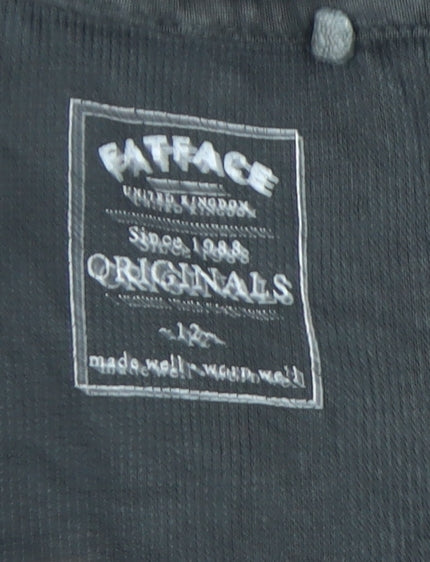 FATFACE
UNITED KINGDOM
Since 1988
ORIGINALS
~12~
made well · worn well